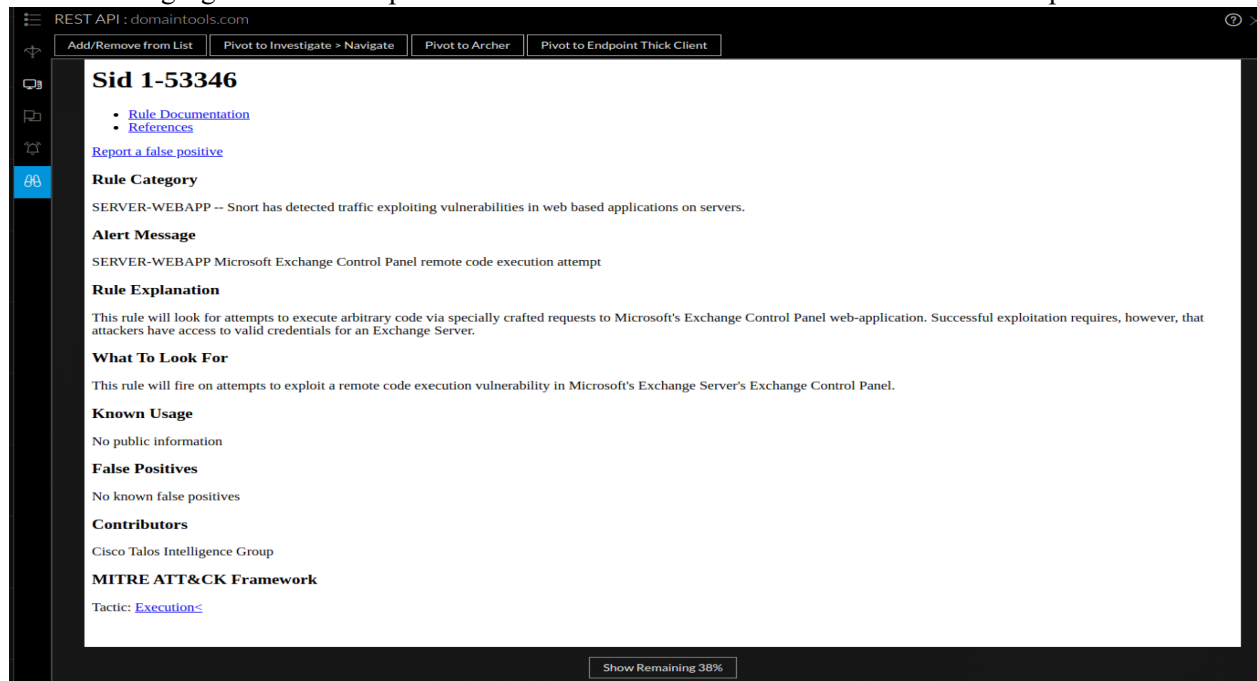 REST API : domaintools.com
Add/Remove from List Pivot to Investigate > Navigate Pivot to Archer Pivot to Endpoint Thick Client
Sid 1-53346
• Rule Documentation
• References
Report a false positive
Rule Category
SERVER-WEBAPP -- Snort has detected traffic exploiting vulnerabilities in web based applications on servers.
Alert Message
SERVER-WEBAPP Microsoft Exchange Control Panel remote code execution attempt
Rule Explanation
This rule will look for attempts to execute arbitrary code via specially crafted requests to Microsoft's Exchange Control Panel web-application. Successful exploitation requires, however, that
attackers have access to valid credentials for an Exchange Server.
What To Look For
This rule will fire on attempts to exploit a remote code execution vulnerability in Microsoft's Exchange Server's Exchange Control Panel.
Known Usage
No public information
False Positives
No known false positives
Contributors
Cisco Talos Intelligence Group
MITRE ATT&CK Framework
Tactic: Execution<
Show Remaining 38%